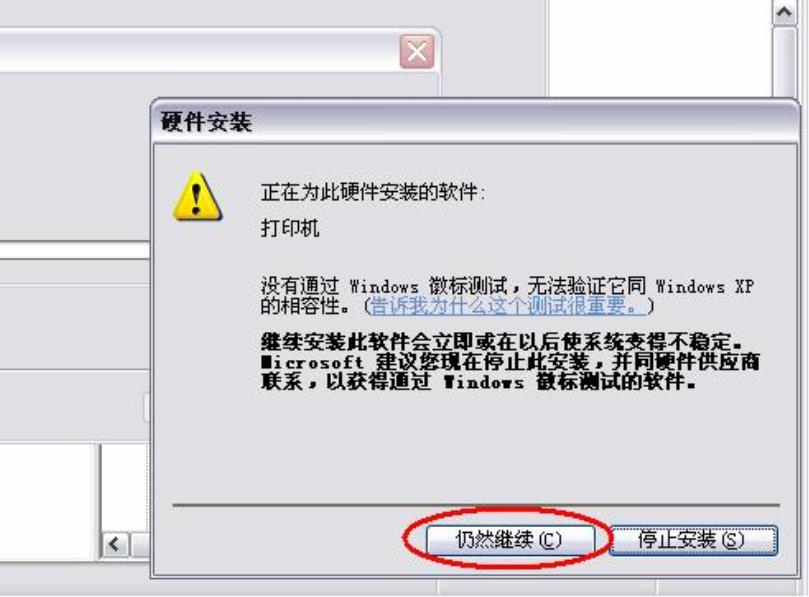 硬件安装
正在为此硬件安装的软件:
打印机
没有通过 Windows 徽标测试，无法验证它同 Windows XP
的相容性。(告诉我为什么这个测试很重要。)
继续安装此软件会立即或在以后使系统变得不稳定。
Microsoft 建议您现在停止此安装，并同硬件供应商
联系，以获得通过 Windows 徽标测试的软件。
仍然继续(C) 停止安装(S)